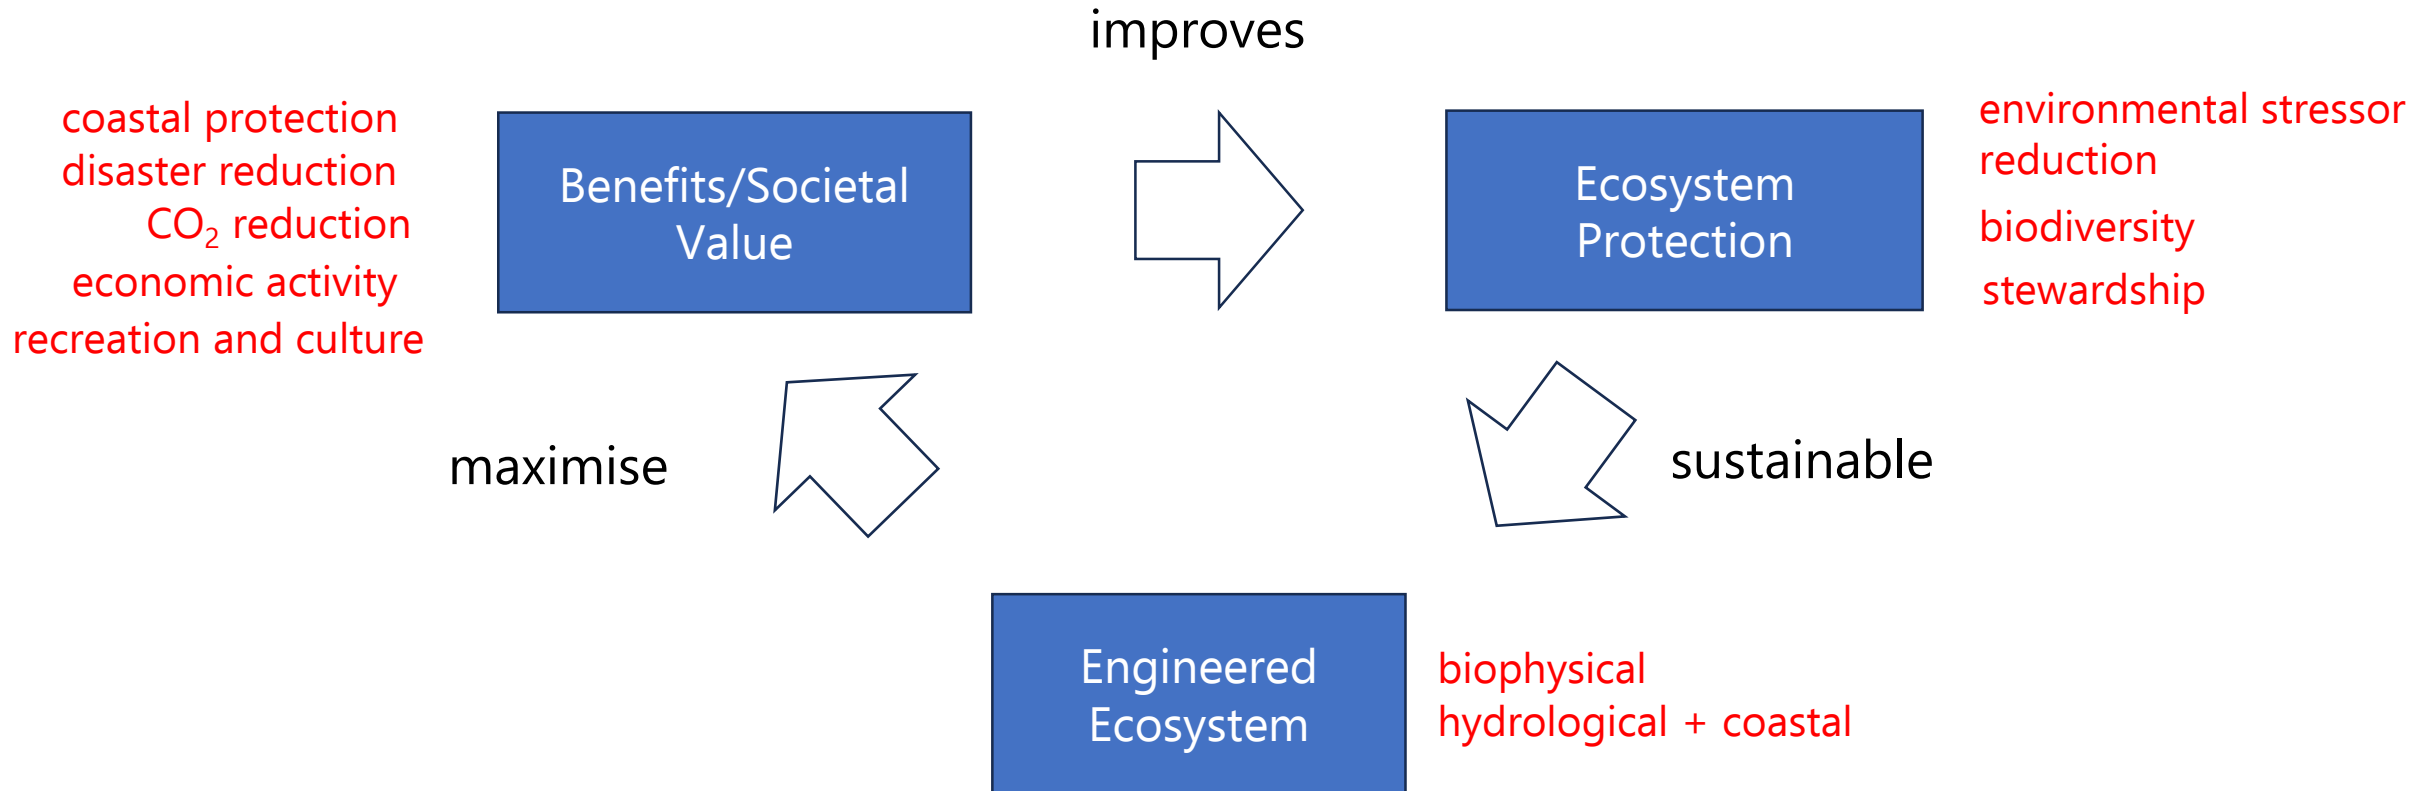 improves
coastal protection
disaster reduction
CO₂ reduction
economic activity
recreation and culture
Benefits/Societal
Value
Ecosystem
Protection
environmental stressor
reduction
biodiversity
stewardship
maximise
sustainable
Engineered
Ecosystem
biophysical
hydrological + coastal